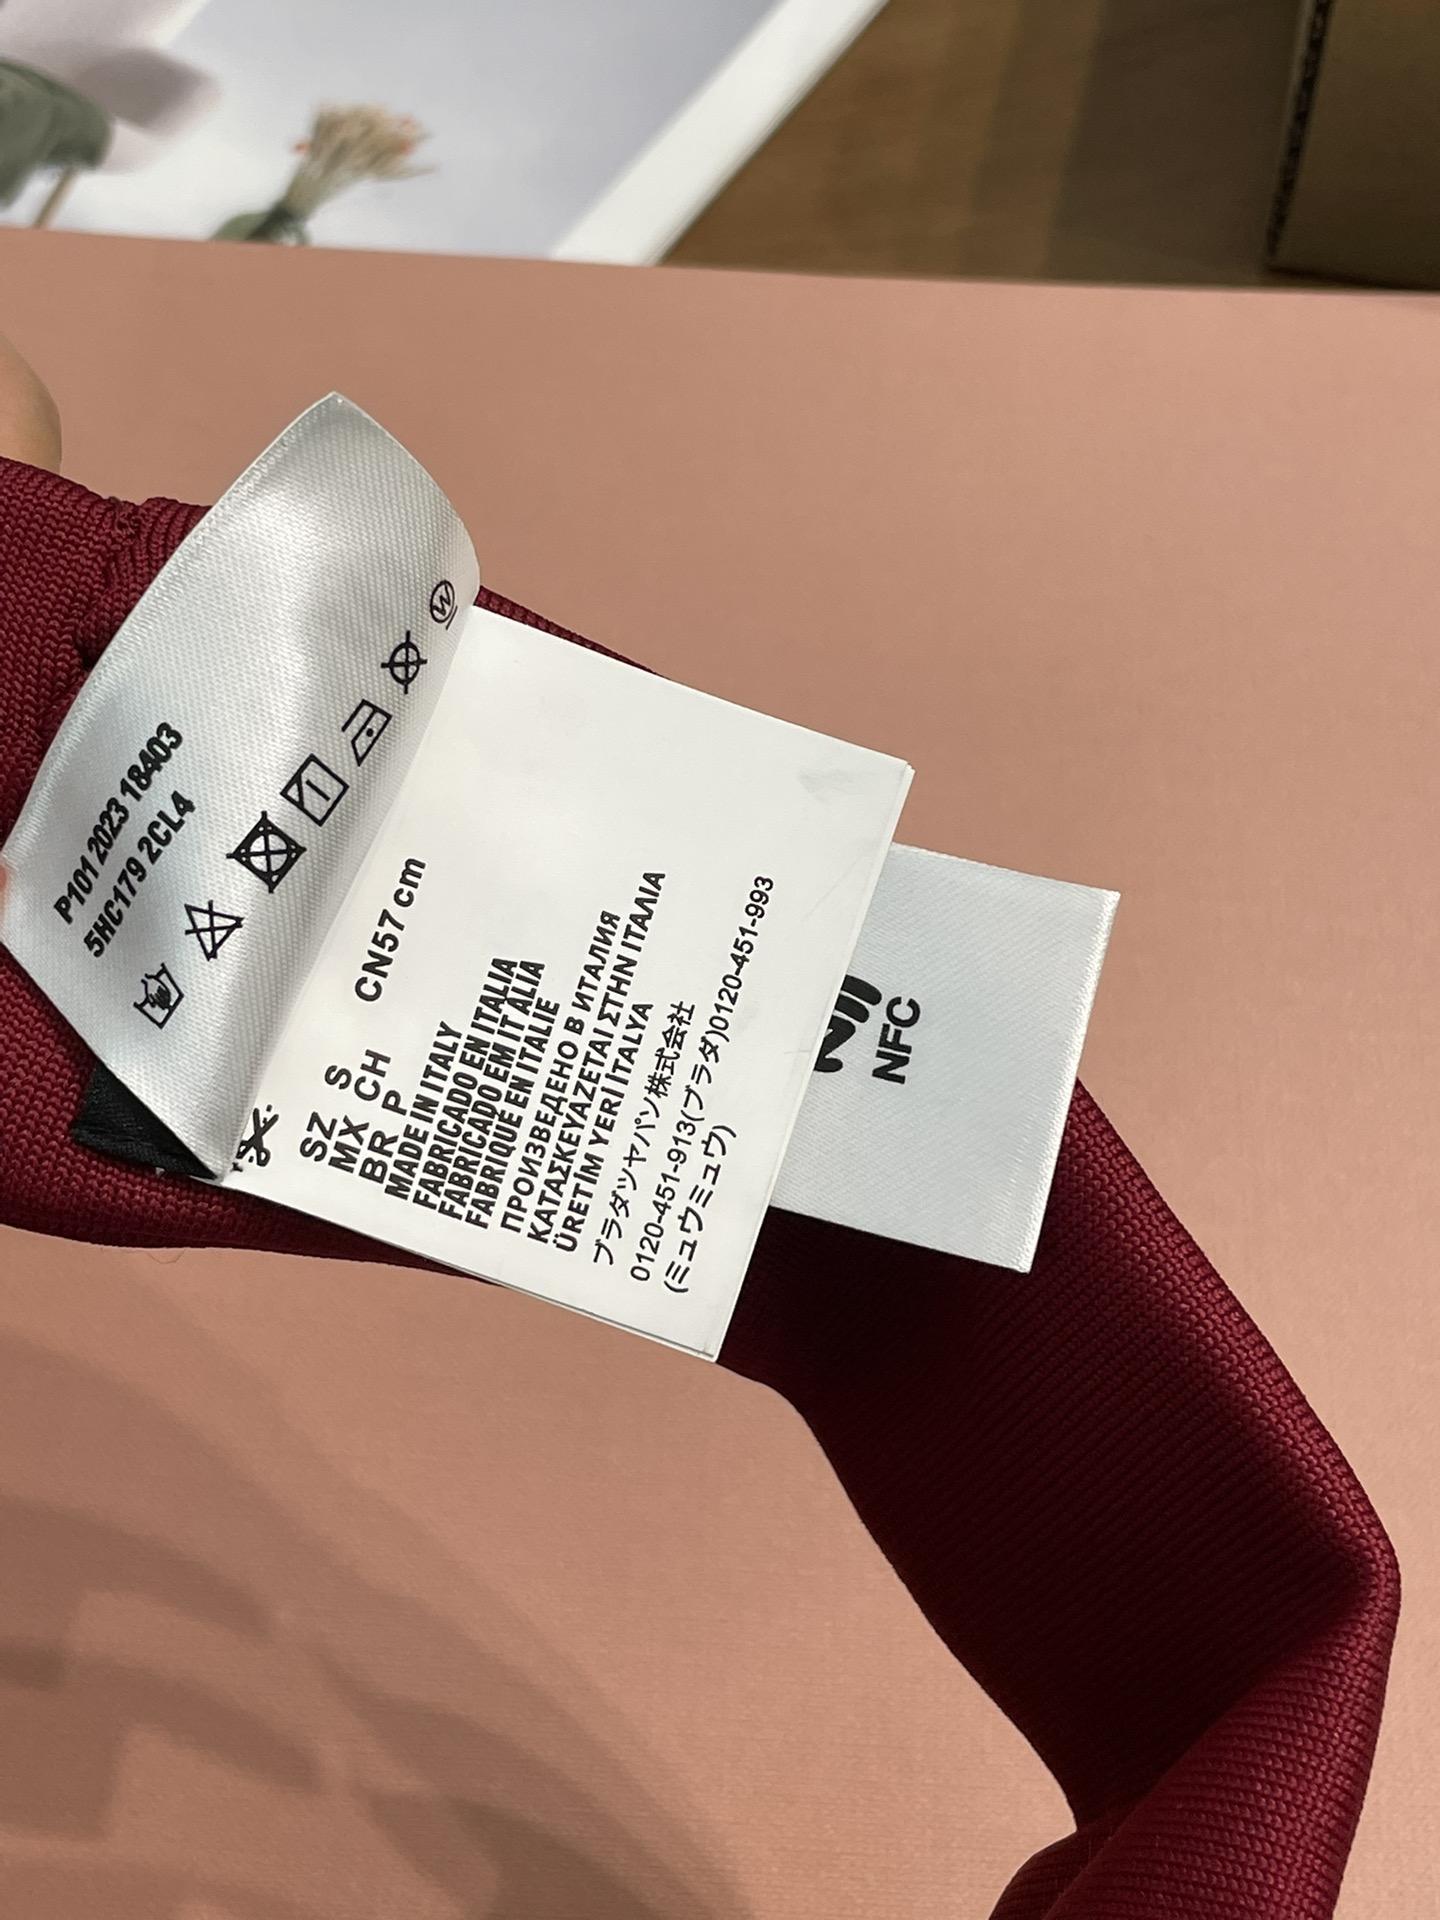 P101 2023 18403
5HC179 2CL4
SZ S
MX CH CN57 cm
BR P
MADE IN ITALY
FABRICADO EN ITALIA
FABRICADO EM ITÁLIA
FABRIQUÉ EN ITALIE
ПРОИЗВЕДЕНО В ИТАЛИЯ
ΚΑΤΑΣΚΕΥΑΖΕΤΑΙ ΣΤΗΝ ΙΤΑΛΙΑ
ÜRETİM YERİ İTALYA
プラダジャパン株式会社
0120-451-913(プラダ)0120-451-993
(ミュウミュウ)
NFC